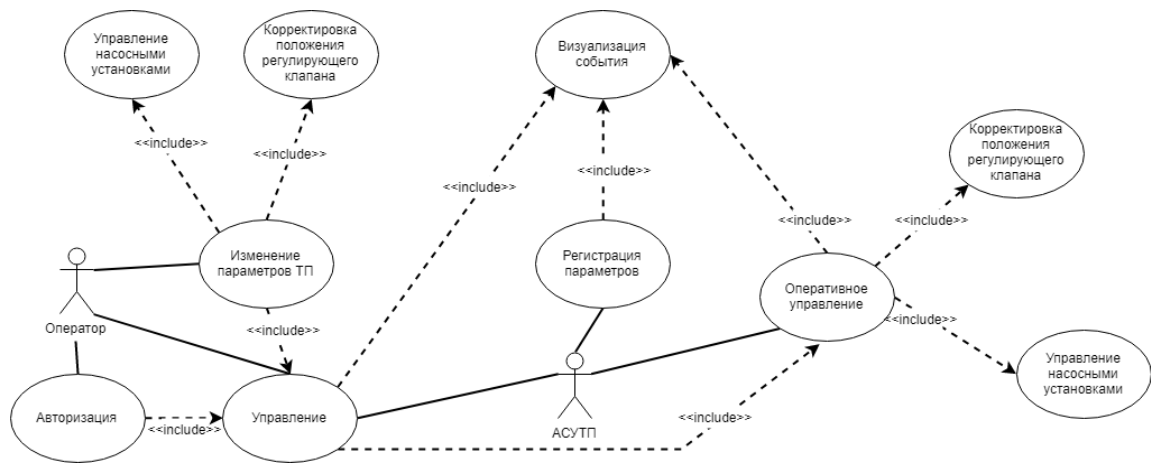 Управление
насосными
установками
Корректировка
положения
регулирующего
клапана
Визуализация
события
<<include>>
<<include>>
<<include>>
<<include>>
<<include>>
Корректировка
положения
регулирующего
клапана
<<include>>
Изменение
параметров ТП
Регистрация
параметров
Оперативное
управление
Оператор
<<include>>
<<include>>
Управление
насосными
установками
Авторизация
<<include>>
Управление
АСУТП
<<include>>